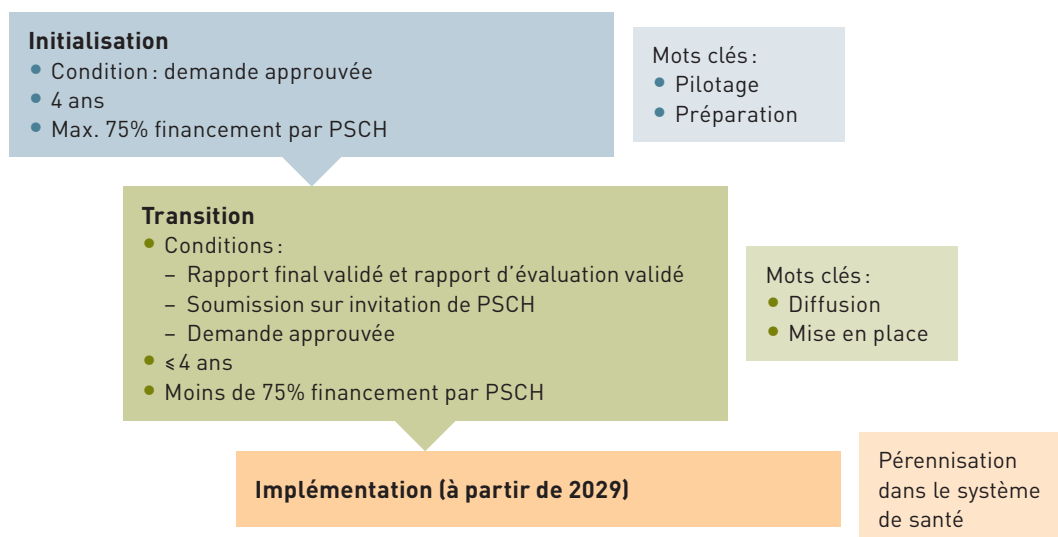 Initialisation
• Condition : demande approuvée
• 4 ans
• Max. 75% financement par PSCH
Mots clés :
• Pilotage
• Préparation
Transition
• Conditions :
– Rapport final validé et rapport d’évaluation validé
– Soumission sur invitation de PSCH
– Demande approuvée
• ≤ 4 ans
• Moins de 75% financement par PSCH
Mots clés :
• Diffusion
• Mise en place
Implémentation (à partir de 2029)
Pérennisation
dans le système
de santé